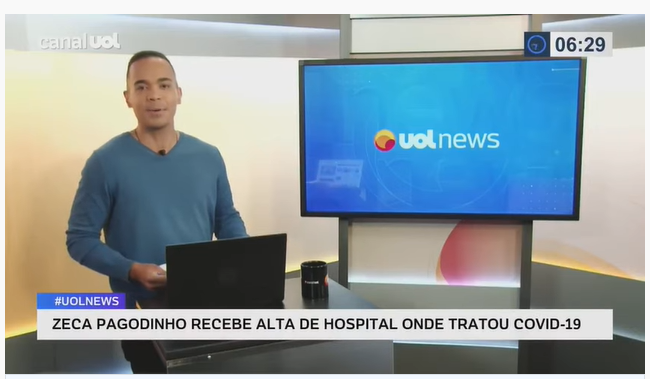 canal uol
06:29
uol news
#UOLNEWS
ZECA PAGODINHO RECEBE ALTA DE HOSPITAL ONDE TRATOU COVID-19